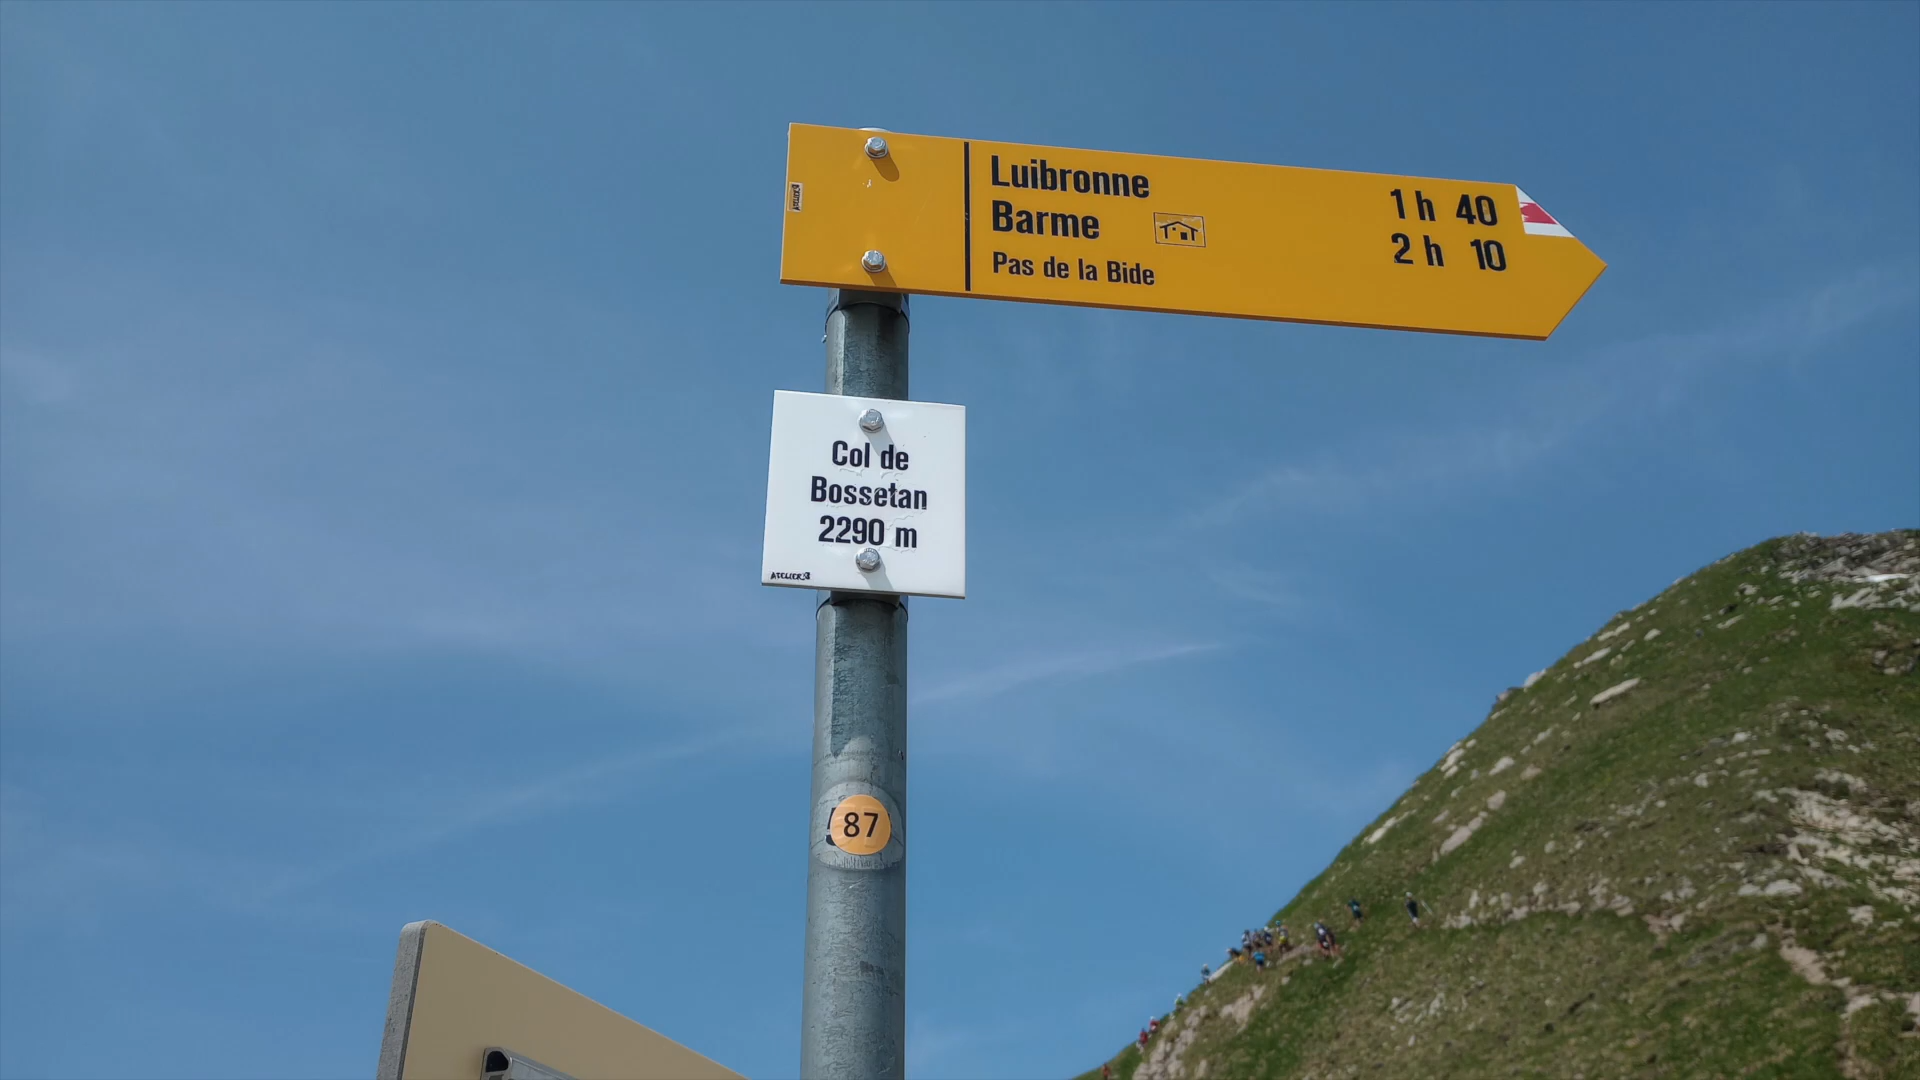 Luibronne 1 h 40
Barme 2 h 10
Pas de la Bide
Col de
Bossetan
2290 m
87